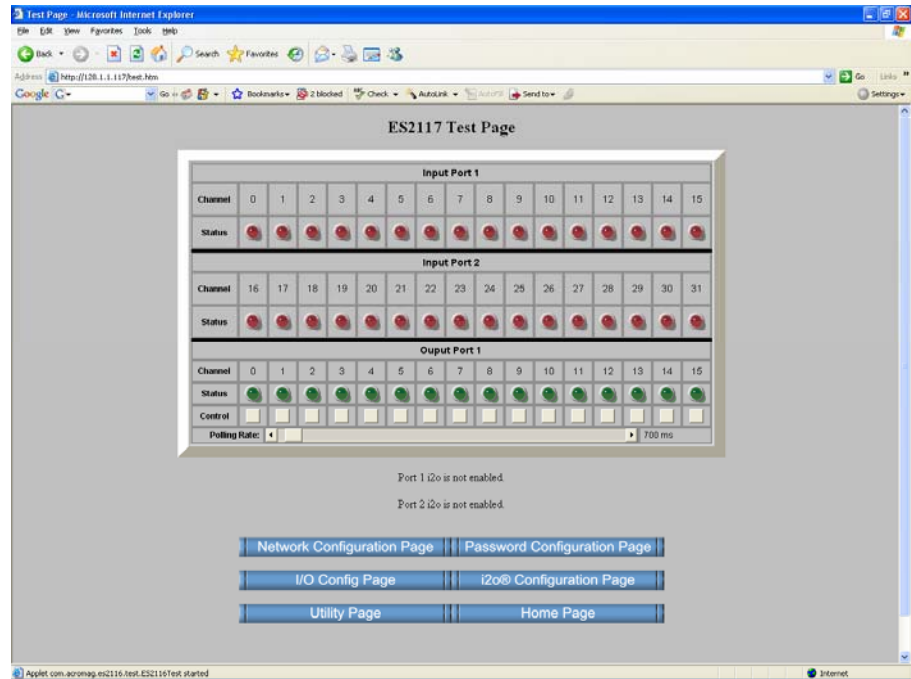 Test Page - Microsoft Internet Explorer
File Edit View Favorites Tools Help
Back Search Favorites
Address http://128.1.1.117/test.htm Go Links
Google G Go Bookmarks 2 blocked Check AutoLink AutoFill Send to Settings
ES2117 Test Page
Input Port 1
Channel 0 1 2 3 4 5 6 7 8 9 10 11 12 13 14 15
Status
Input Port 2
Channel 16 17 18 19 20 21 22 23 24 25 26 27 28 29 30 31
Status
Ouput Port 1
Channel 0 1 2 3 4 5 6 7 8 9 10 11 12 13 14 15
Status
Control
Polling Rate: 700 ms
Port 1 i2o is not enabled.
Port 2 i2o is not enabled.
Network Configuration Page Password Configuration Page
I/O Config Page i2o® Configuration Page
Utility Page Home Page
Applet com.acromag.es2116.test.ES2116Test started Internet